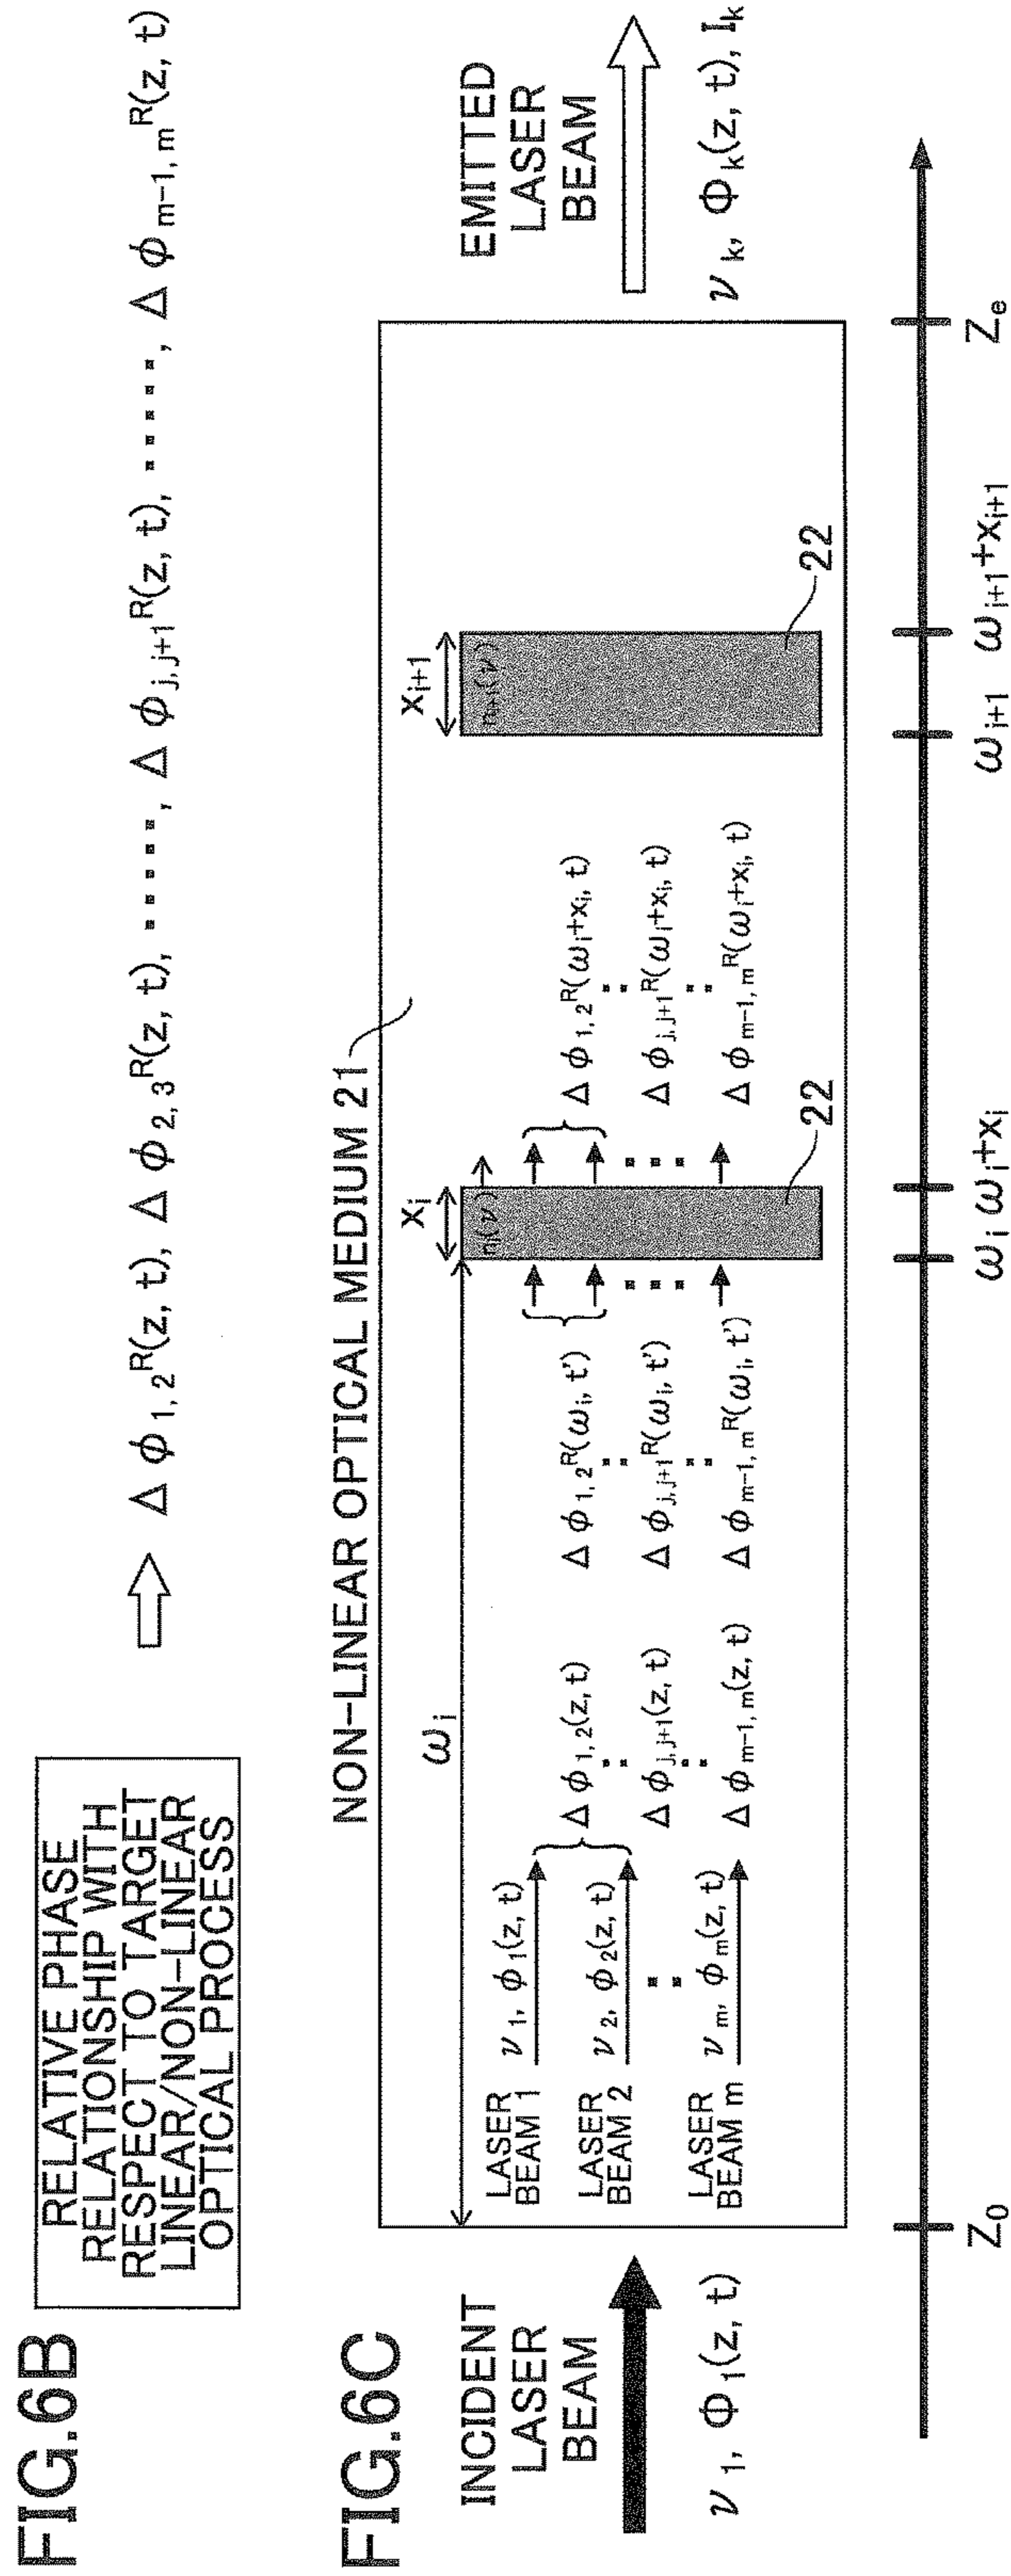 FIG.6B
RELATIVE PHASE
RELATIONSHIP WITH
RESPECT TO TARGET
LINEAR/NON-LINEAR
OPTICAL PROCESS
Δφ1,2R(z, t), Δφ2,3R(z, t), ▪▪▪▪▪, Δφj,j+1R(z, t), ▪▪▪▪▪, Δφm-1,mR(z, t)
FIG.6C
NON-LINEAR OPTICAL MEDIUM 21
INCIDENT
LASER
BEAM
ν1, Φ1(z, t)
ωi
xi
xi+1
ni(ν)
ni+1(ν)
LASER
BEAM 1
ν1, φ1(z, t)
LASER
BEAM 2
ν2, φ2(z, t)
LASER
BEAM m
νm, φm(z, t)
Δφ1,2(z, t)
Δφj,j+1(z, t)
Δφm-1,m(z, t)
Δφ1,2R(ωi, t')
Δφj,j+1R(ωi, t')
Δφm-1,mR(ωi, t')
Δφ1,2R(ωi+xi, t)
Δφj,j+1R(ωi+xi, t)
Δφm-1,mR(ωi+xi, t)
22
22
EMITTED
LASER
BEAM
νk, Φk(z, t), Ik
Z0
ωi
ωi+xi
ωi+1
ωi+1+xi+1
Ze